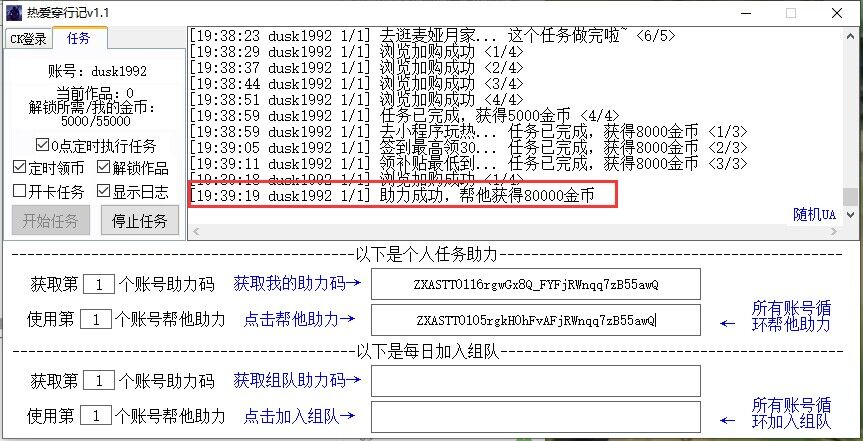 热爱穿行记v1.1
CK登录 任务
账号：dusk1992
当前作品：0
解锁所需/我的金币：
5000/55000
0点定时执行任务
定时领币 解锁作品
开卡任务 显示日志
开始任务 停止任务
[19:38:23 dusk1992 1/1] 去逛麦娅月家... 这个任务做完啦~ <6/5>
[19:38:29 dusk1992 1/1] 浏览加购成功 <1/4>
[19:38:37 dusk1992 1/1] 浏览加购成功 <2/4>
[19:38:44 dusk1992 1/1] 浏览加购成功 <3/4>
[19:38:51 dusk1992 1/1] 浏览加购成功 <4/4>
[19:38:59 dusk1992 1/1] 任务已完成，获得5000金币 <4/4>
[19:38:59 dusk1992 1/1] 去小程序玩热... 任务已完成，获得8000金币 <1/3>
[19:39:05 dusk1992 1/1] 签到最高领30... 任务已完成，获得8000金币 <2/3>
[19:39:11 dusk1992 1/1] 领补贴最低到... 任务已完成，获得8000金币 <3/3>
[19:39:18 dusk1992 1/1] 浏览加购成功 <1/4>
[19:39:19 dusk1992 1/1] 助力成功，帮他获得80000金币
随机UA
以下是个人任务助力
获取第 1 个账号助力码 获取我的助力码→ ZXASTT0116rgwGx8Q_FYFjRWnqq7zB55awQ
使用第 1 个账号帮他助力 点击帮他助力→ ZXASTT0105rgkH0hFvAFjRWnqq7zB55awQ ← 所有账号循
环帮他助力
以下是每日加入组队
获取第 1 个账号助力码 获取组队助力码→
使用第 1 个账号帮他助力 点击加入组队→ ← 所有账号循
环加入组队